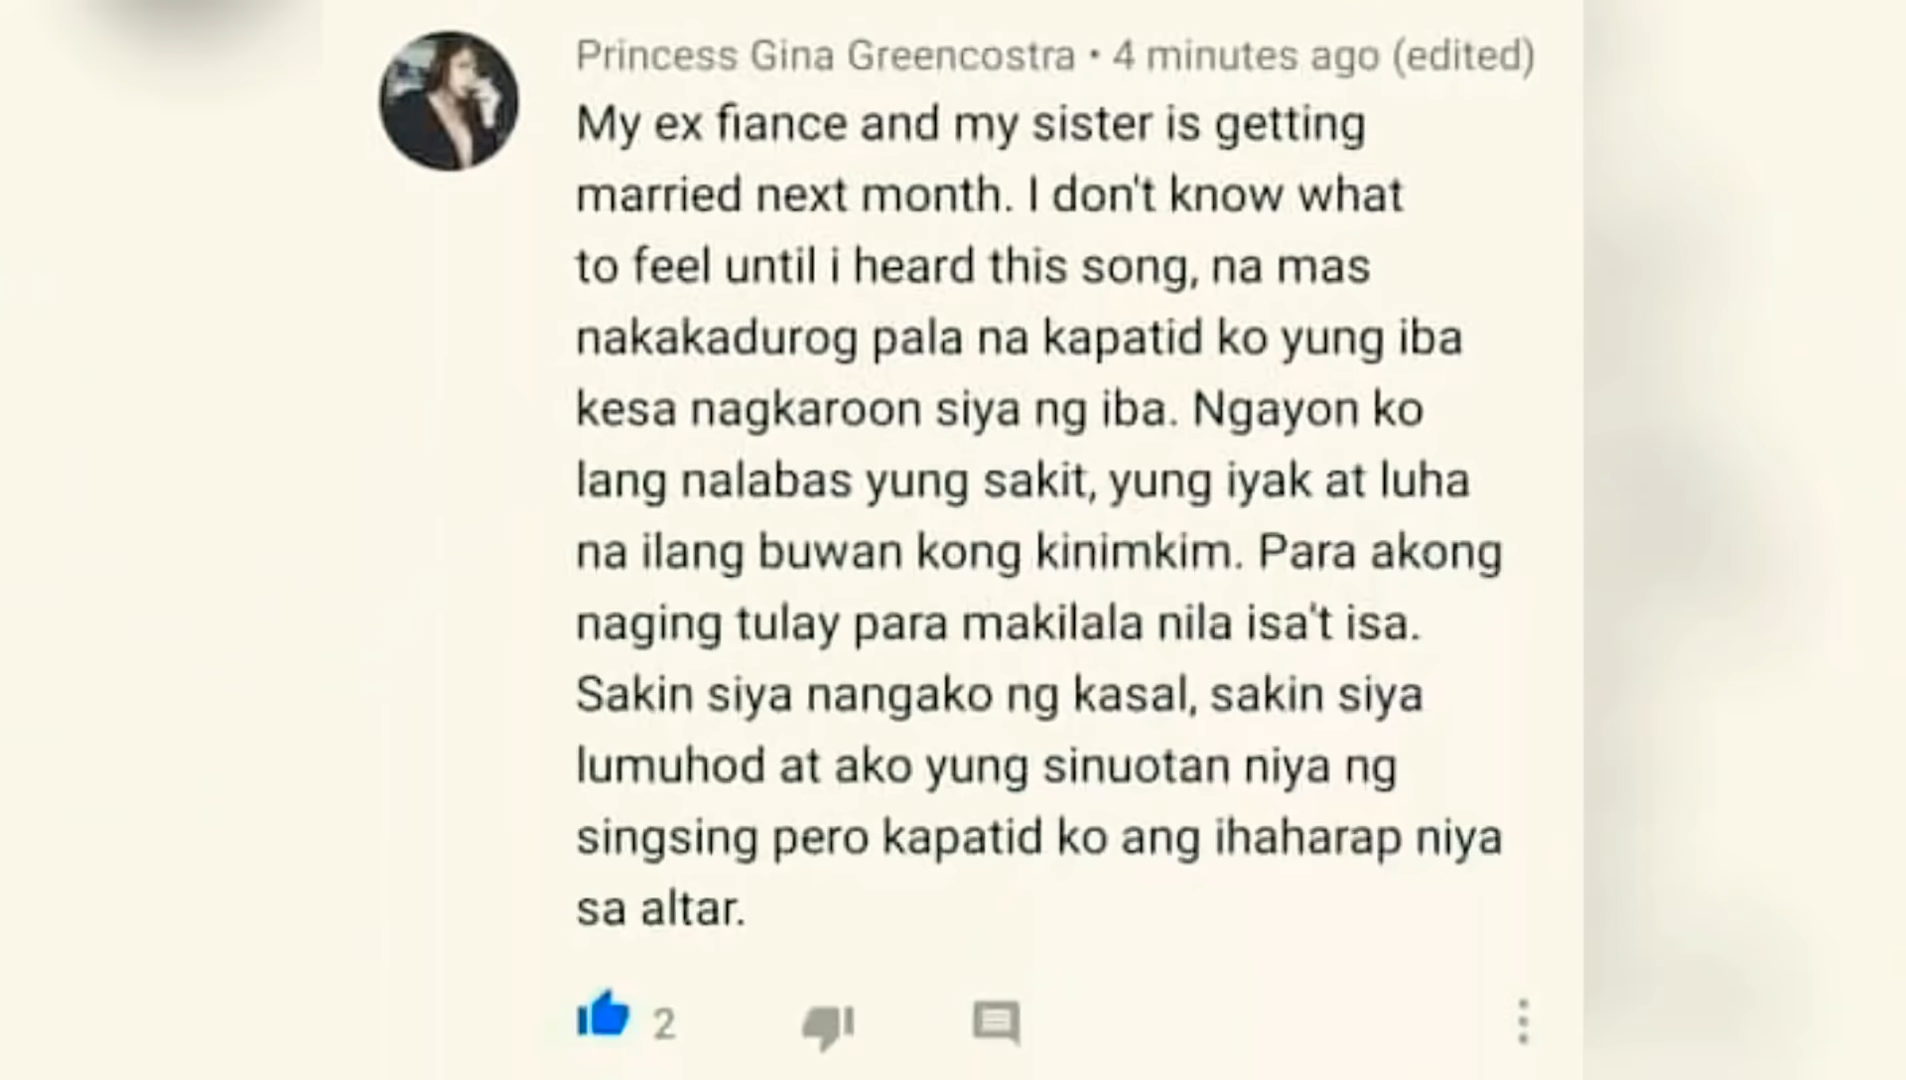 Princess Gina Greencostra • 4 minutes ago (edited)
My ex fiance and my sister is getting
married next month. I don't know what
to feel until i heard this song, na mas
nakakadurog pala na kapatid ko yung iba
kesa nagkaroon siya ng iba. Ngayon ko
lang nalabas yung sakit, yung iyak at luha
na ilang buwan kong kinimkim. Para akong
naging tulay para makilala nila isa't isa.
Sakin siya nangako ng kasal, sakin siya
lumuhod at ako yung sinuotan niya ng
singsing pero kapatid ko ang ihaharap niya
sa altar.
2